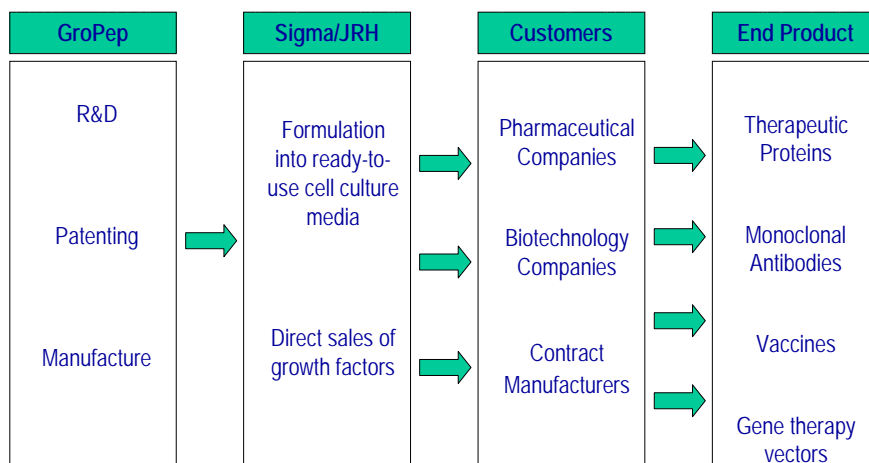 GroPep
R&D
Patenting
Manufacture
Sigma/JRH
Formulation
into ready-to-
use cell culture
media
Direct sales of
growth factors
Customers
Pharmaceutical
Companies
Biotechnology
Companies
Contract
Manufacturers
End Product
Therapeutic
Proteins
Monoclonal
Antibodies
Vaccines
Gene therapy
vectors